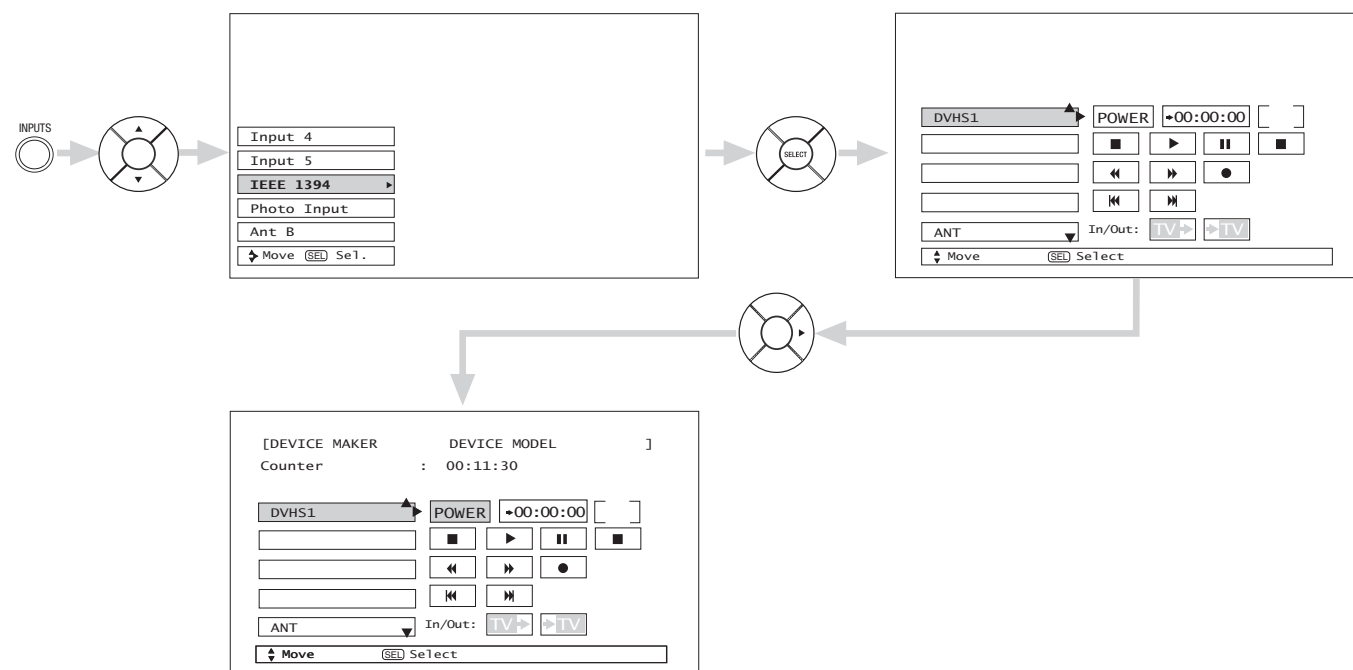 INPUTS
Input 4
Input 5
IEEE 1394
Photo Input
Ant B
Move SEL Sel.
SELECT
DVHS1 POWER 00:00:00
ANT In/Out: TV TV
Move SEL Select
[DEVICE MAKER DEVICE MODEL ]
Counter : 00:11:30
DVHS1 POWER 00:00:00
ANT In/Out: TV TV
Move SEL Select